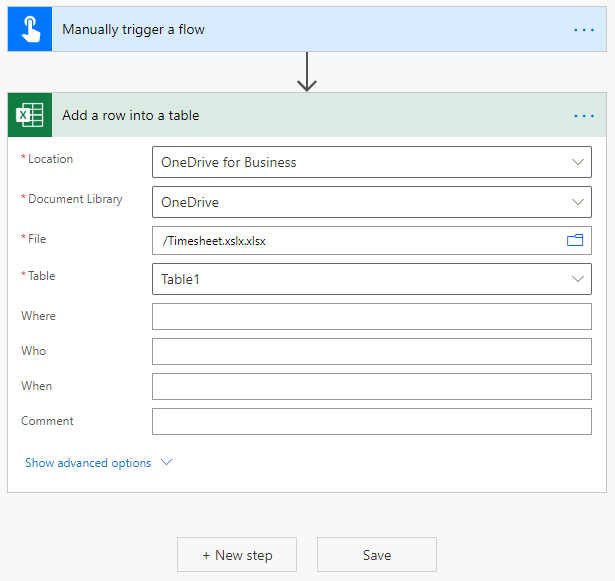 Manually trigger a flow
Add a row into a table
* Location
OneDrive for Business
* Document Library
OneDrive
* File
/Timesheet.xslx.xlsx
* Table
Table1
Where
Who
When
Comment
Show advanced options
+ New step
Save